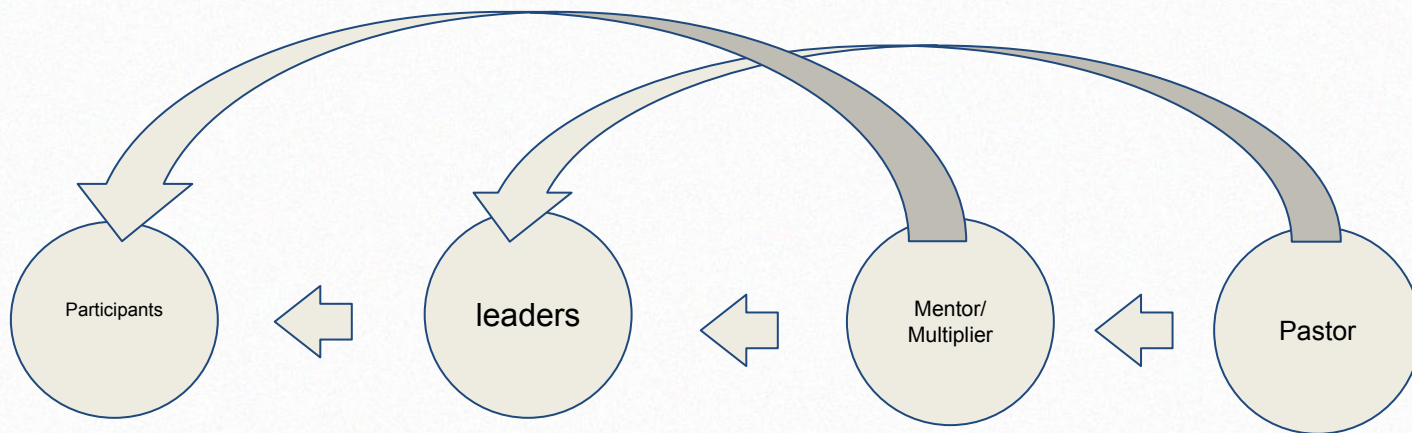 Participants
leaders
Mentor/
Multiplier
Pastor